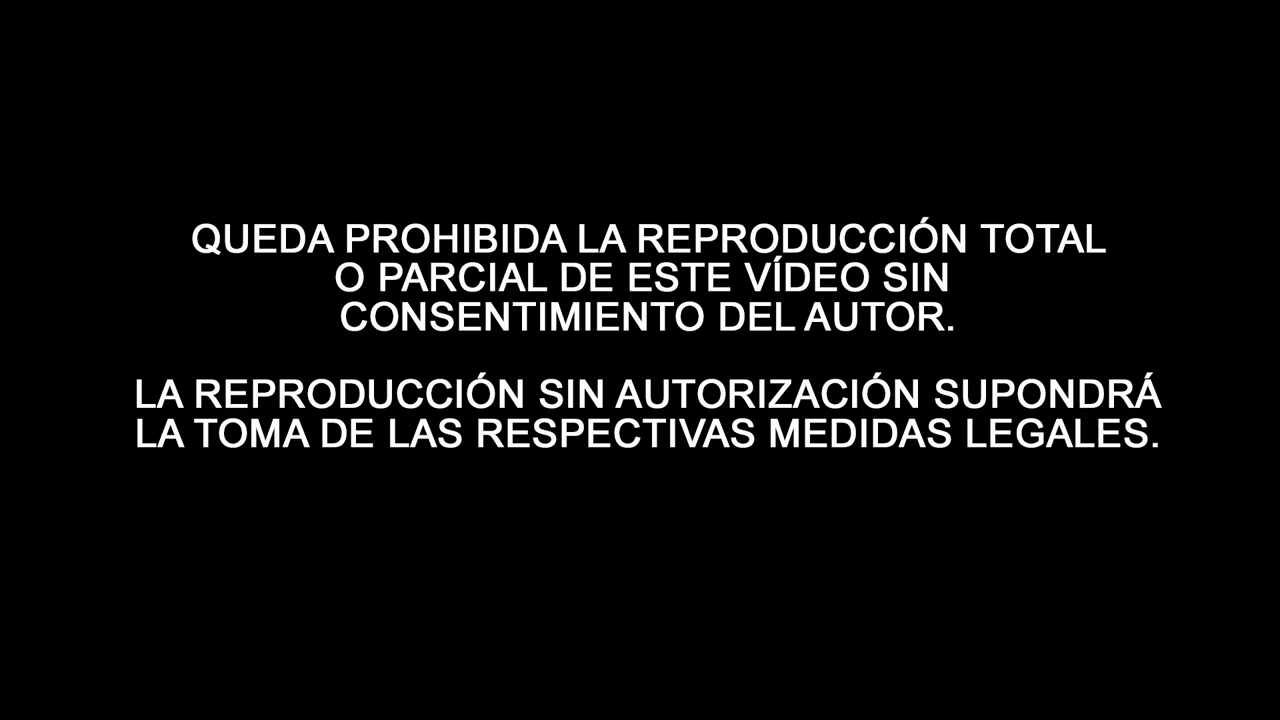 QUEDA PROHIBIDA LA REPRODUCCIÓN TOTAL
O PARCIAL DE ESTE VÍDEO SIN
CONSENTIMIENTO DEL AUTOR.
LA REPRODUCCIÓN SIN AUTORIZACIÓN SUPONDRÁ
LA TOMA DE LAS RESPECTIVAS MEDIDAS LEGALES.